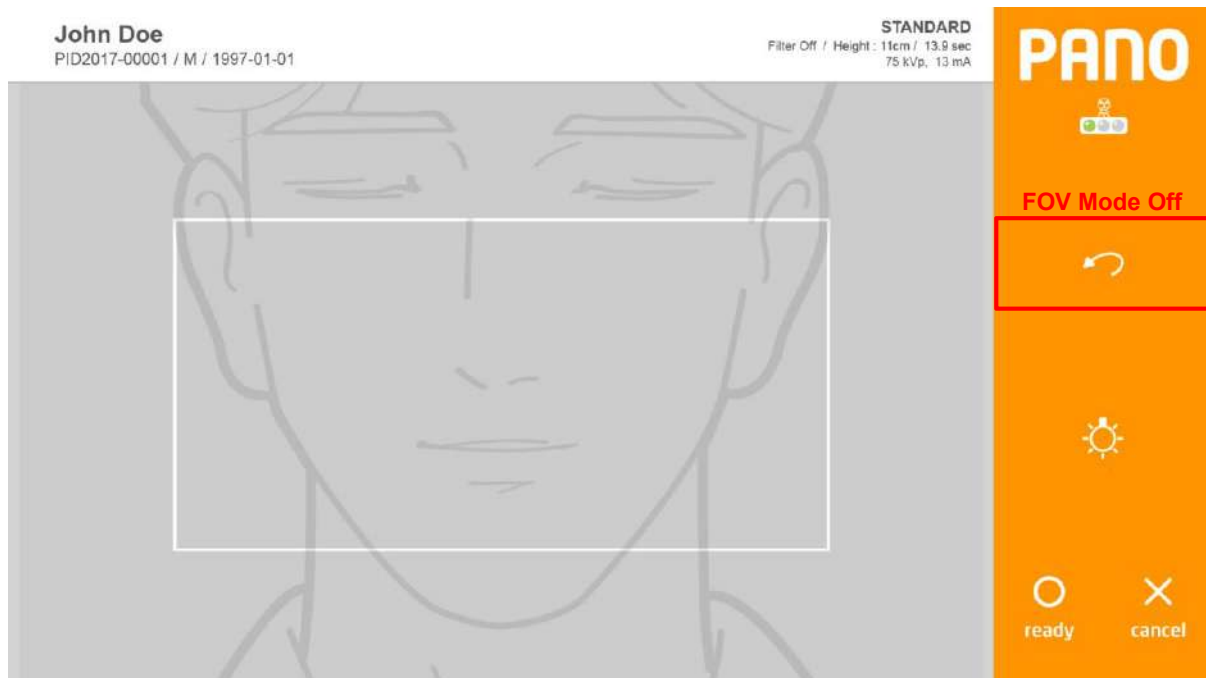 John Doe
PID2017-00001 / M / 1997-01-01
STANDARD
Filter Off / Height : 11cm / 13.9 sec
75 kVp, 13 mA
PANO
FOV Mode Off
ready
cancel